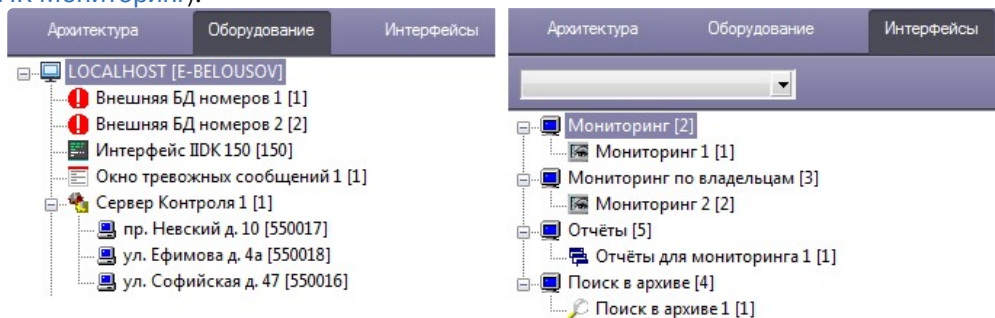 ПК Мониторинг).
Архитектура Оборудование Интерфейсы
LOCALHOST [E-BELOUSOV]
Внешняя БД номеров 1 [1]
Внешняя БД номеров 2 [2]
Интерфейс IIDK 150 [150]
Окно тревожных сообщений 1 [1]
Сервер Контроля 1 [1]
пр. Невский д. 10 [550017]
ул. Ефимова д. 4а [550018]
ул. Софийская д. 47 [550016]
Архитектура Оборудование Интерфейсы
Мониторинг [2]
Мониторинг 1 [1]
Мониторинг по владельцам [3]
Мониторинг 2 [2]
Отчёты [5]
Отчёты для мониторинга 1 [1]
Поиск в архиве [4]
Поиск в архиве 1 [1]